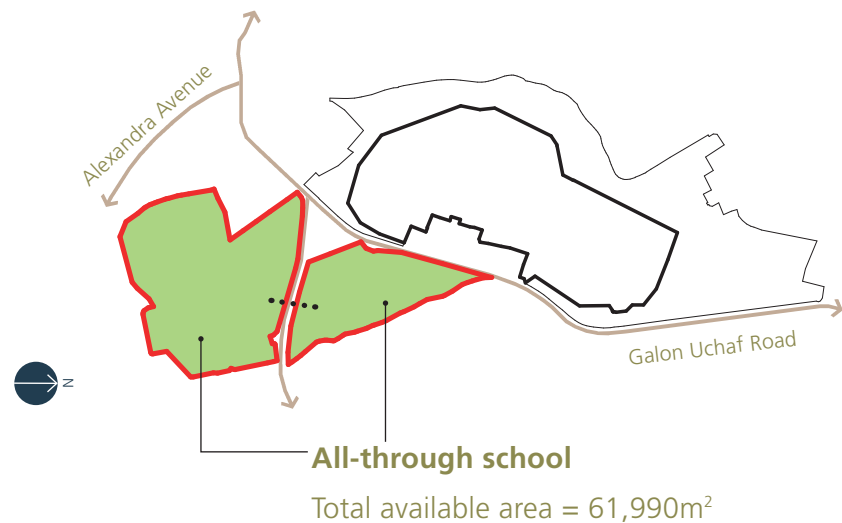 Alexandra Avenue
Galon Uchaf Road
N
All-through school
Total available area = 61,990m²